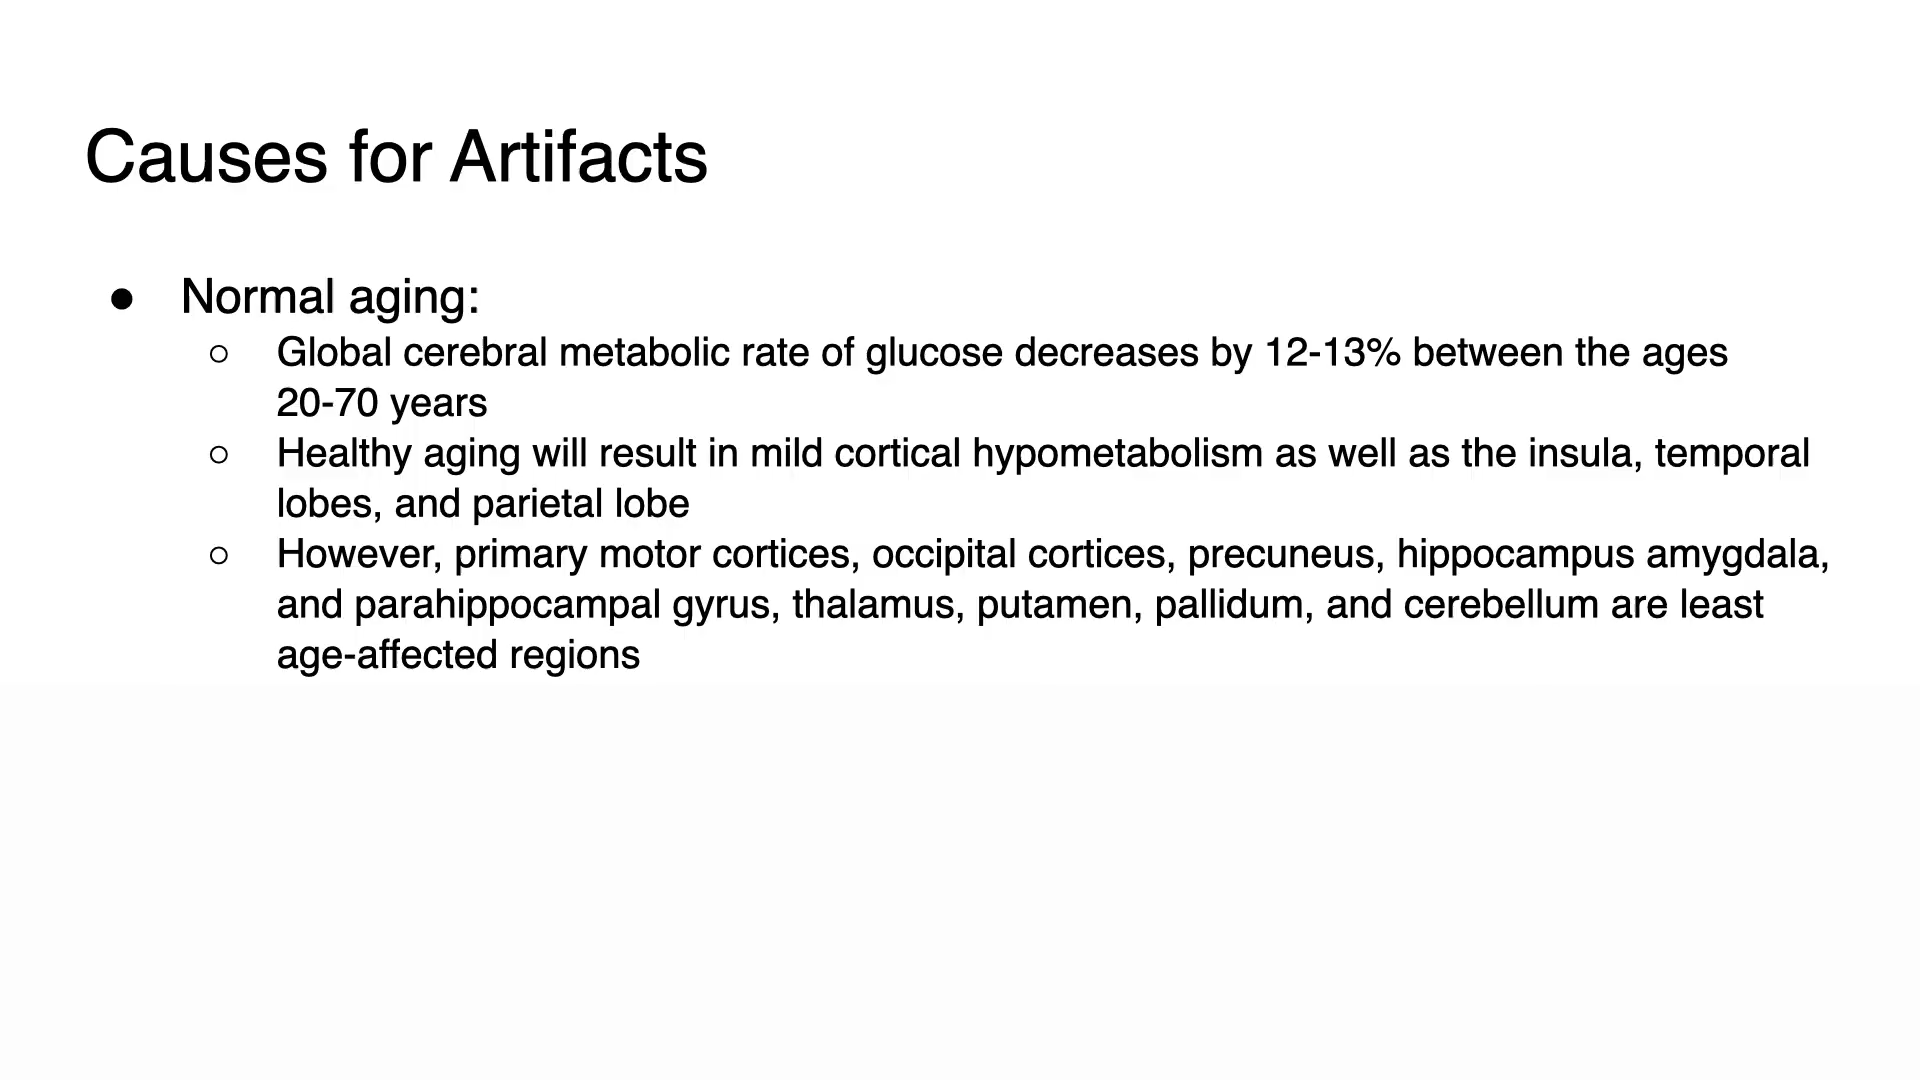 Causes for Artifacts
● Normal aging:
○ Global cerebral metabolic rate of glucose decreases by 12-13% between the ages
20-70 years
○ Healthy aging will result in mild cortical hypometabolism as well as the insula, temporal
lobes, and parietal lobe
○ However, primary motor cortices, occipital cortices, precuneus, hippocampus amygdala,
and parahippocampal gyrus, thalamus, putamen, pallidum, and cerebellum are least
age-affected regions